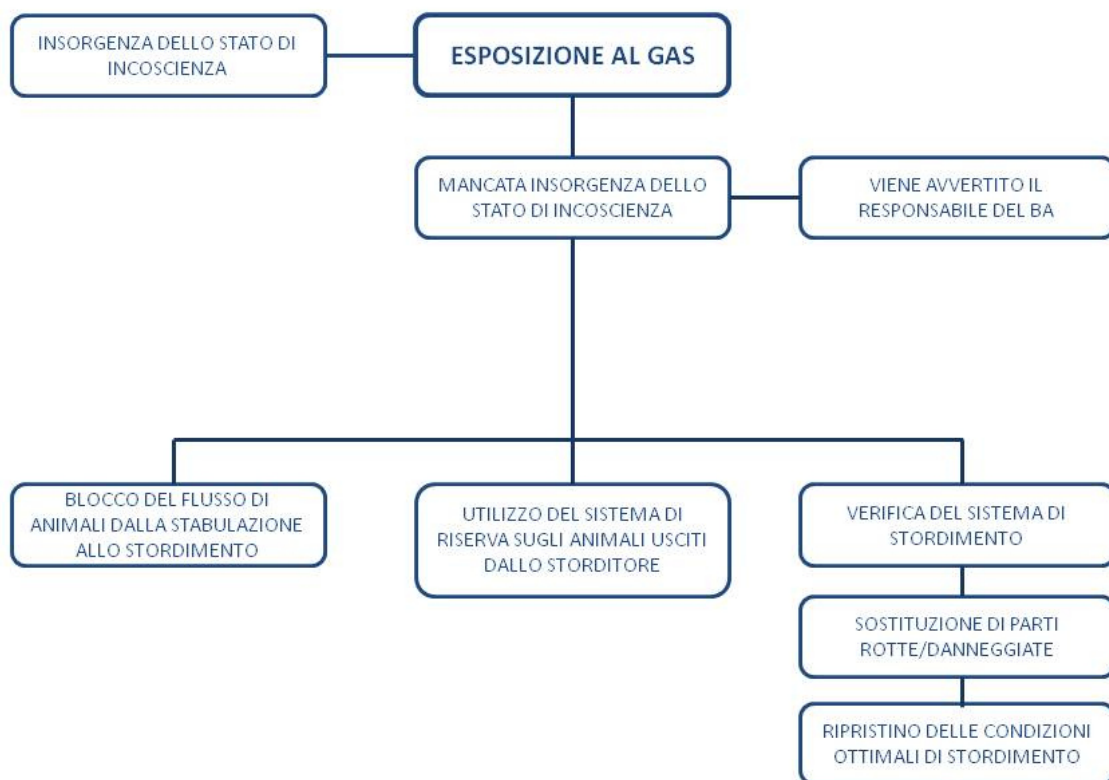 INSORGENZA DELLO STATO DI
INCOSCIENZA
ESPOSIZIONE AL GAS
MANCATA INSORGENZA DELLO
STATO DI INCOSCIENZA
VIENE AVVERTITO IL
RESPONSABILE DEL BA
BLOCCO DEL FLUSSO DI
ANIMALI DALLA STABULAZIONE
ALLO STORDIMENTO
UTILIZZO DEL SISTEMA DI
RISERVA SUGLI ANIMALI USCITI
DALLO STORDITORE
VERIFICA DEL SISTEMA DI
STORDIMENTO
SOSTITUZIONE DI PARTI
ROTTE/DANNEGGIATE
RIPRISTINO DELLE CONDIZIONI
OTTIMALI DI STORDIMENTO